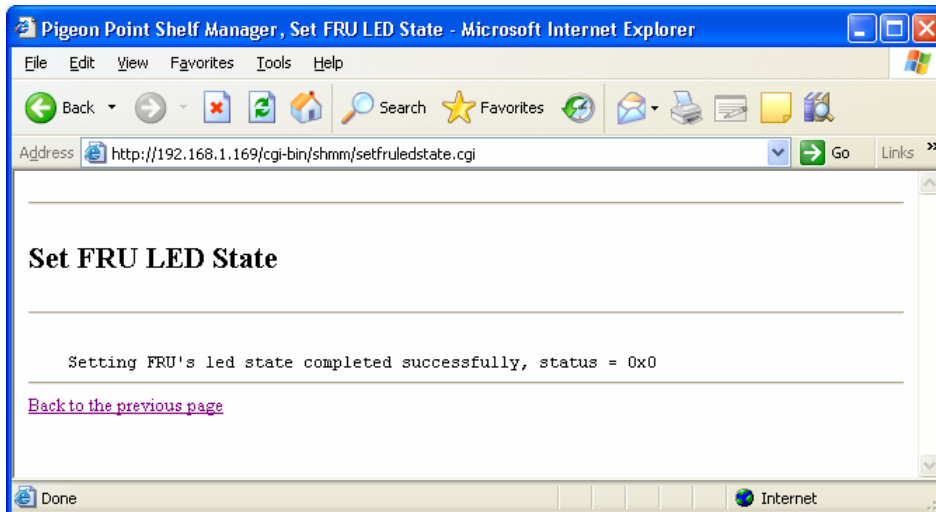 Pigeon Point Shelf Manager, Set FRU LED State - Microsoft Internet Explorer
File Edit View Favorites Tools Help
Back Search Favorites
Address http://192.168.1.169/cgi-bin/shmm/setfruledstate.cgi Go Links »
Set FRU LED State
Setting FRU's led state completed successfully, status = 0x0
Back to the previous page
Done Internet